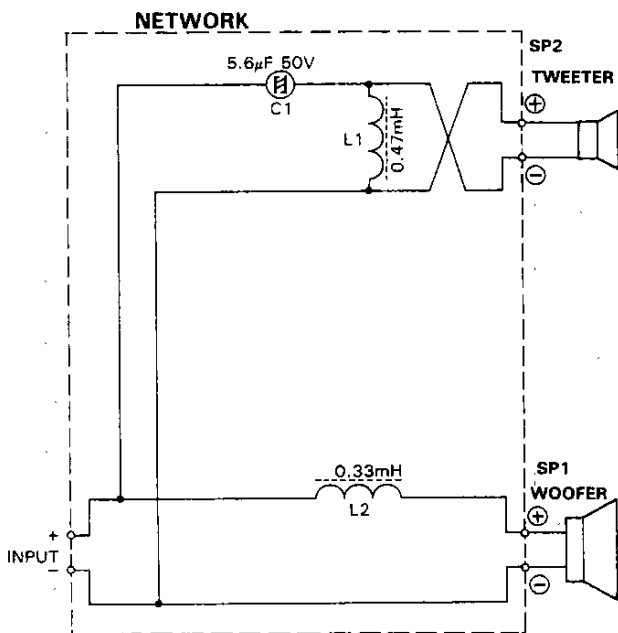 NETWORK
SP2
TWEETER
5.6µF 50V
C1
L1
0.47mH
+
−
0.33mH
L2
SP1
WOOFER
+
−
+
INPUT
−